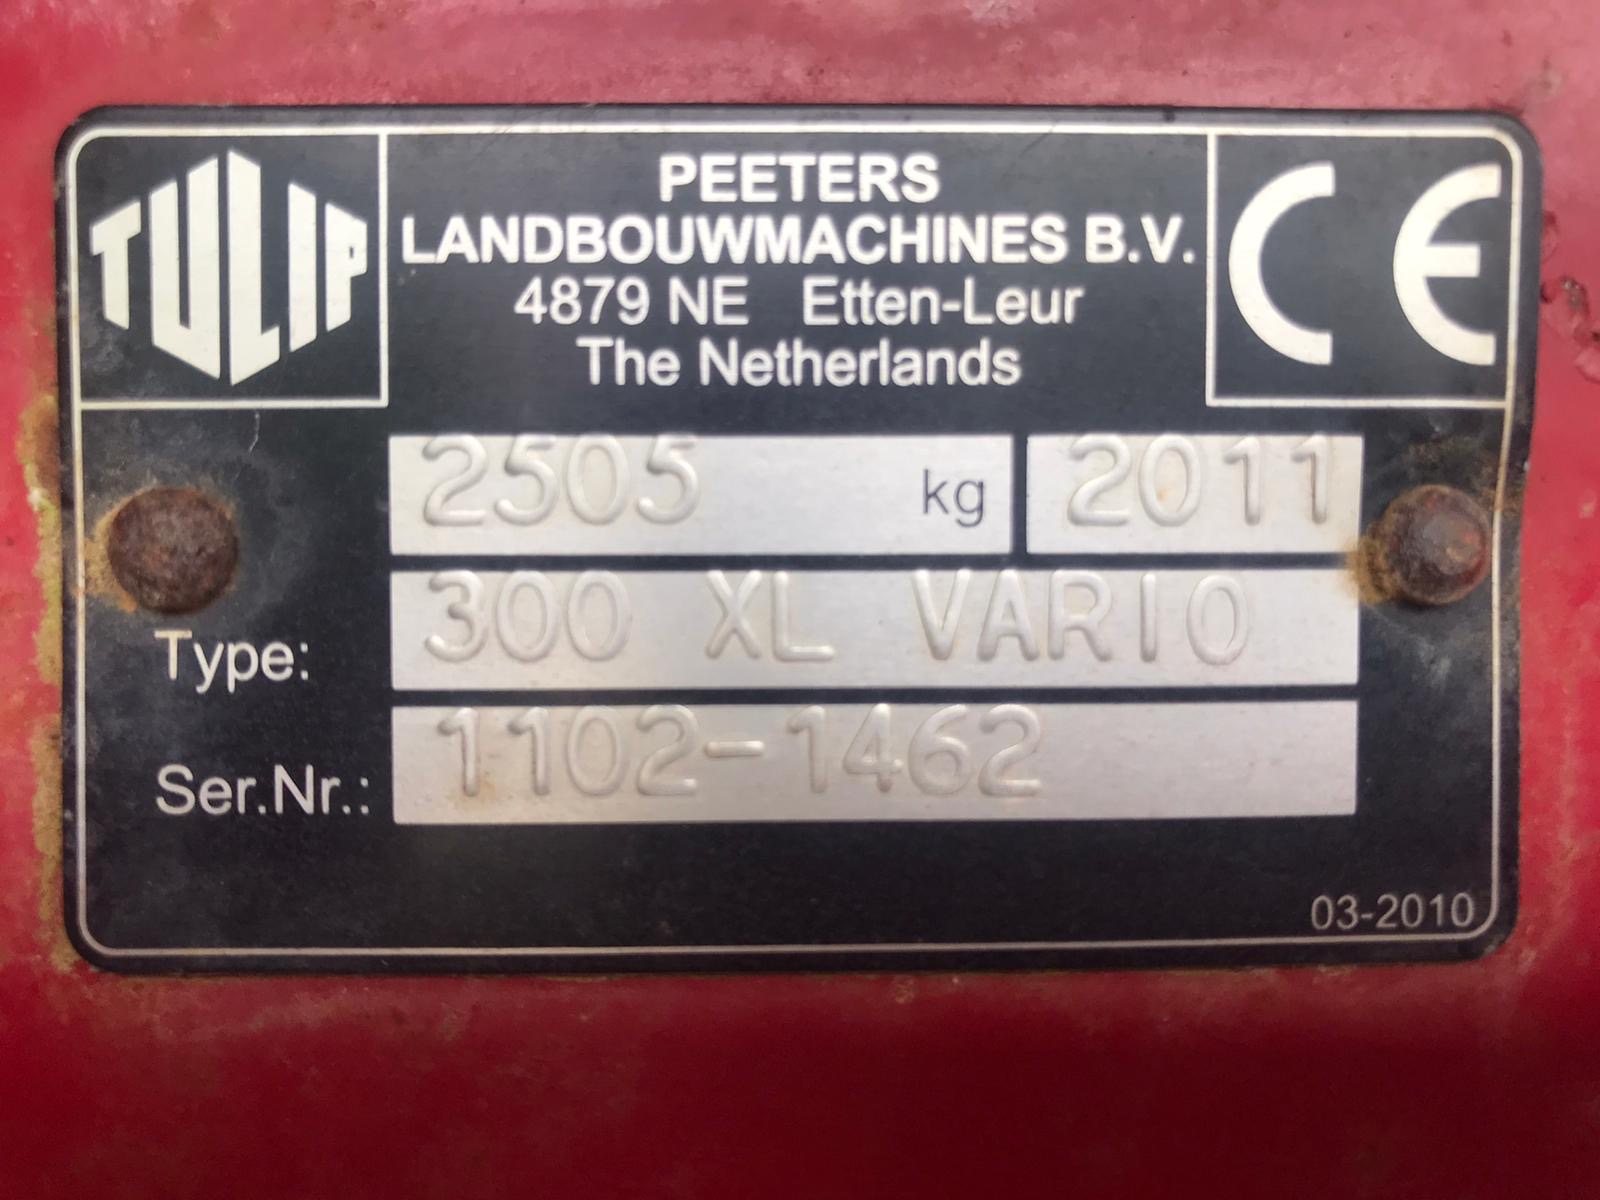 TULIP
PEETERS
LANDBOUWMACHINES B.V.
4879 NE Etten-Leur
The Netherlands
CE
2505 kg 2011
Type: 300 XL VARIO
Ser.Nr.: 1102-1462
03-2010